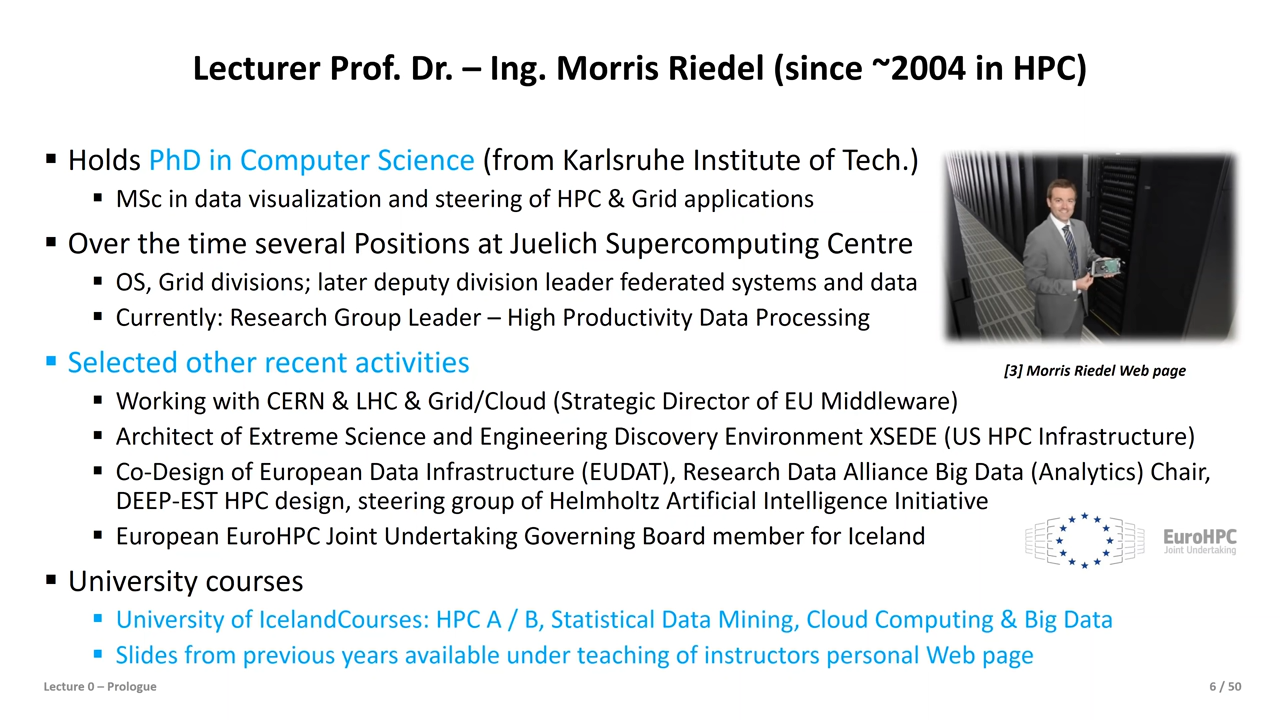 Lecturer Prof. Dr. – Ing. Morris Riedel (since ~2004 in HPC)
▪ Holds PhD in Computer Science (from Karlsruhe Institute of Tech.)
▪ MSc in data visualization and steering of HPC & Grid applications
▪ Over the time several Positions at Juelich Supercomputing Centre
▪ OS, Grid divisions; later deputy division leader federated systems and data
▪ Currently: Research Group Leader – High Productivity Data Processing
[3] Morris Riedel Web page
▪ Selected other recent activities
▪ Working with CERN & LHC & Grid/Cloud (Strategic Director of EU Middleware)
▪ Architect of Extreme Science and Engineering Discovery Environment XSEDE (US HPC Infrastructure)
▪ Co-Design of European Data Infrastructure (EUDAT), Research Data Alliance Big Data (Analytics) Chair,
DEEP-EST HPC design, steering group of Helmholtz Artificial Intelligence Initiative
▪ European EuroHPC Joint Undertaking Governing Board member for Iceland
EuroHPC
Joint Undertaking
▪ University courses
▪ University of IcelandCourses: HPC A / B, Statistical Data Mining, Cloud Computing & Big Data
▪ Slides from previous years available under teaching of instructors personal Web page
Lecture 0 – Prologue
6 / 50